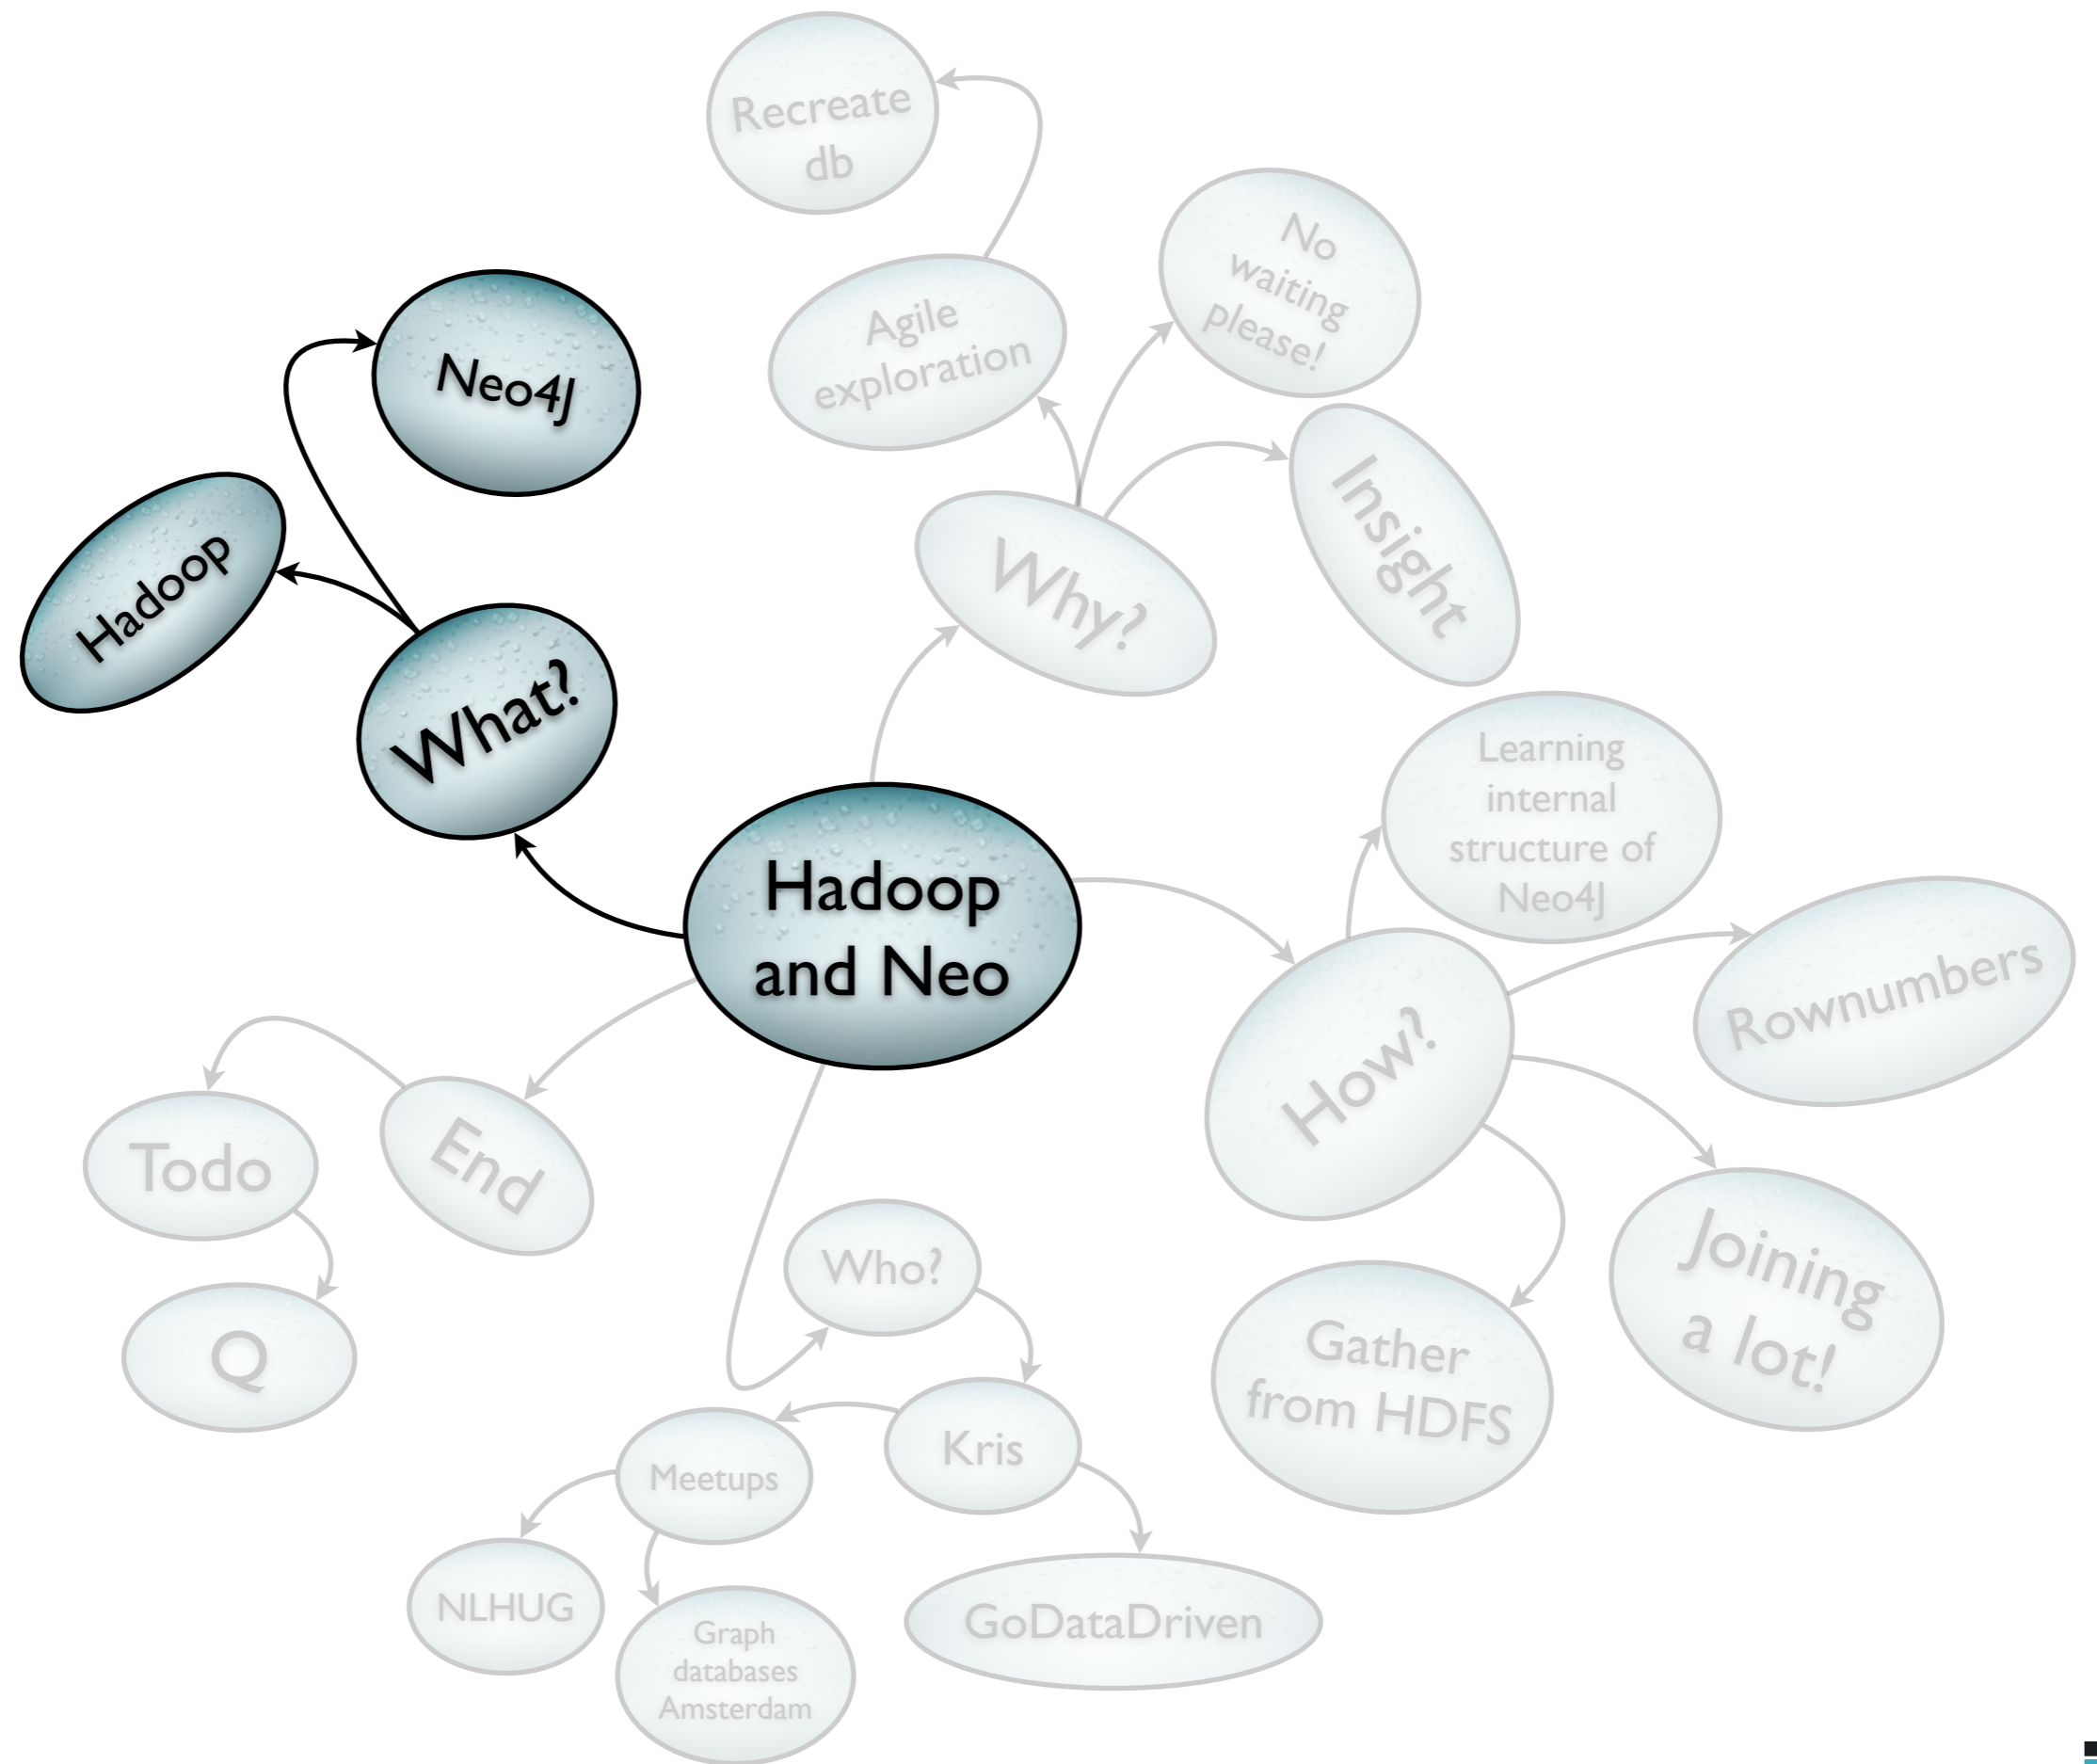 Recreate
db
No
waiting
please!
Agile
exploration
Neo4J
Insight
Hadoop
Why?
What?
Learning
internal
structure of
Neo4J
Hadoop
and Neo
Rownumbers
How?
Todo
End
Who?
Joining
a lot!
Q
Gather
from HDFS
Kris
Meetups
NLHUG
Graph
databases
Amsterdam
GoDataDriven